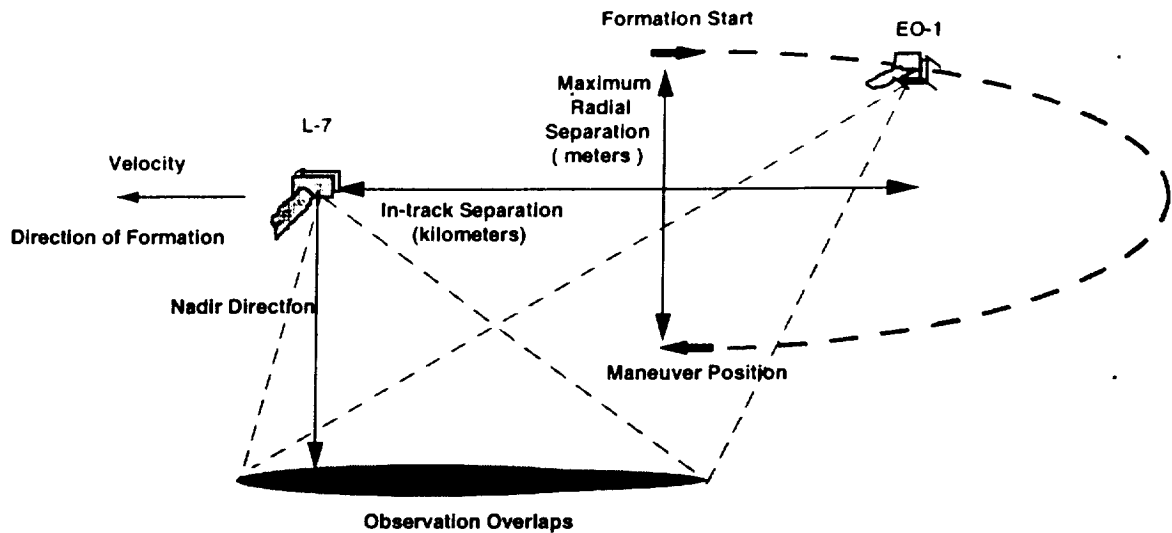 Formation Start
EO-1
Maximum
Radial
Separation
( meters )
L-7
Velocity
In-track Separation
(kilometers)
Direction of Formation
Nadir Direction
Maneuver Position
Observation Overlaps